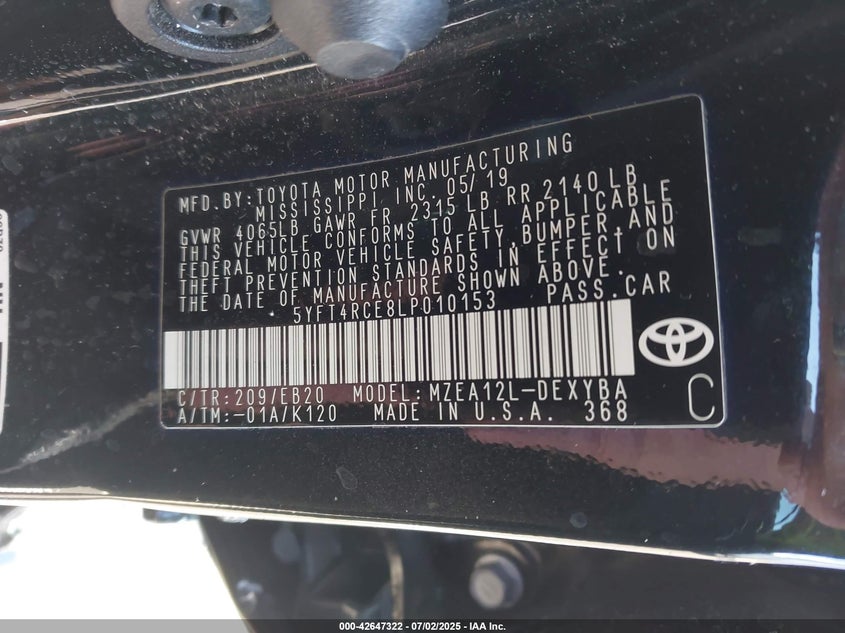 MFD. BY: TOYOTA MOTOR MANUFACTURING
MISSISSIPPI INC. 05/19
GVWR 4065LB GAWR FR 2315 LB RR 2140 LB
THIS VEHICLE CONFORMS TO ALL APPLICABLE
FEDERAL MOTOR VEHICLE SAFETY, BUMPER, AND
THEFT PREVENTION STANDARDS IN EFFECT ON
THE DATE OF MANUFACTURE SHOWN ABOVE.
5YFT4RCE8LP010153 PASS. CAR
C/TR: 209/EB20 MODEL: MZEA12L-DEXYBA
A/TM: -01A/K120 MADE IN U.S.A. 368
C
000-42647322 - 07/02/2025 - IAA Inc.